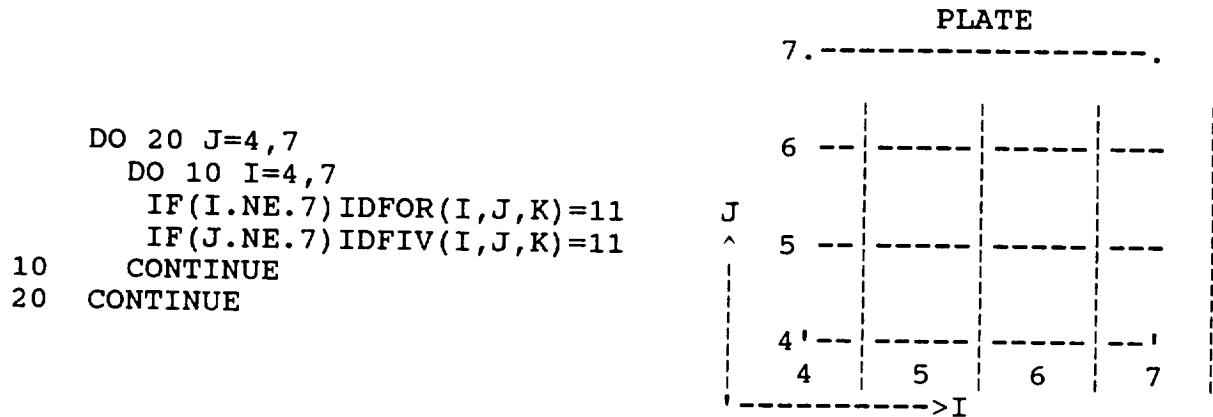 DO 20 J=4,7
DO 10 I=4,7
IF(I.NE.7)IDFOR(I,J,K)=11
IF(J.NE.7)IDFIV(I,J,K)=11
10 CONTINUE
20 CONTINUE
PLATE
7.------------------.
6 --|-----|-----|---
J
^ 5 --|-----|-----|---
4'--|-----|-----|--'
4 | 5 | 6 | 7 |
'----------->I